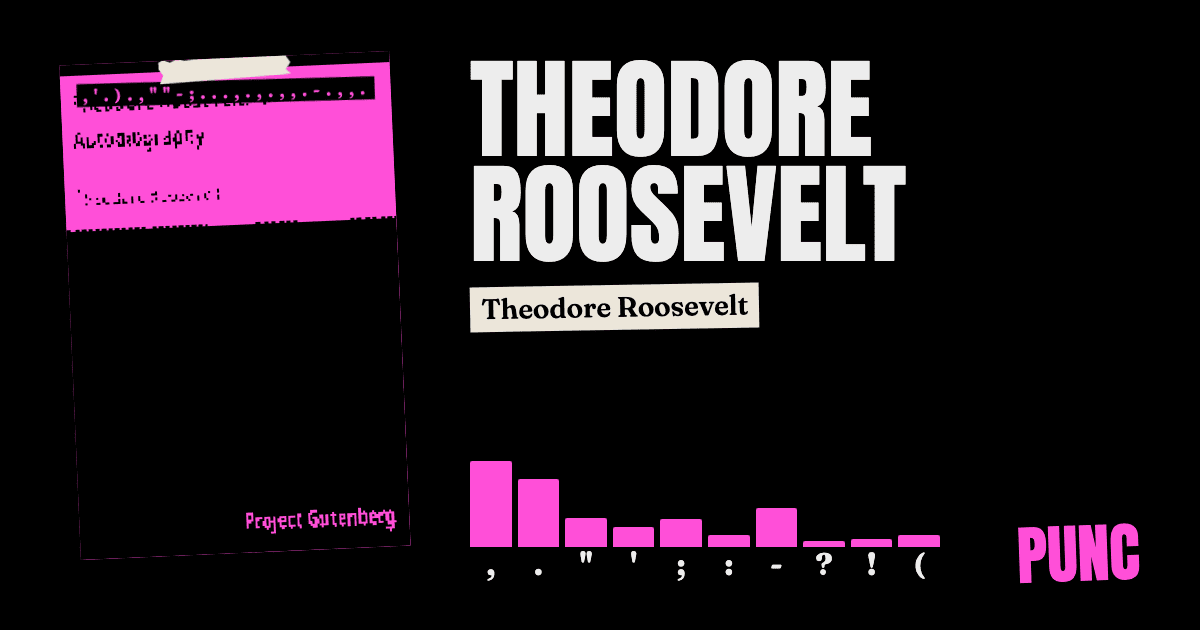 ,'.).,""-;...,.,.,,.-.,,.
Autobiography
Theodore Roosevelt
Project Gutenberg
THEODORE
ROOSEVELT
Theodore Roosevelt
, . " ' ; : - ? ! (
PUNC